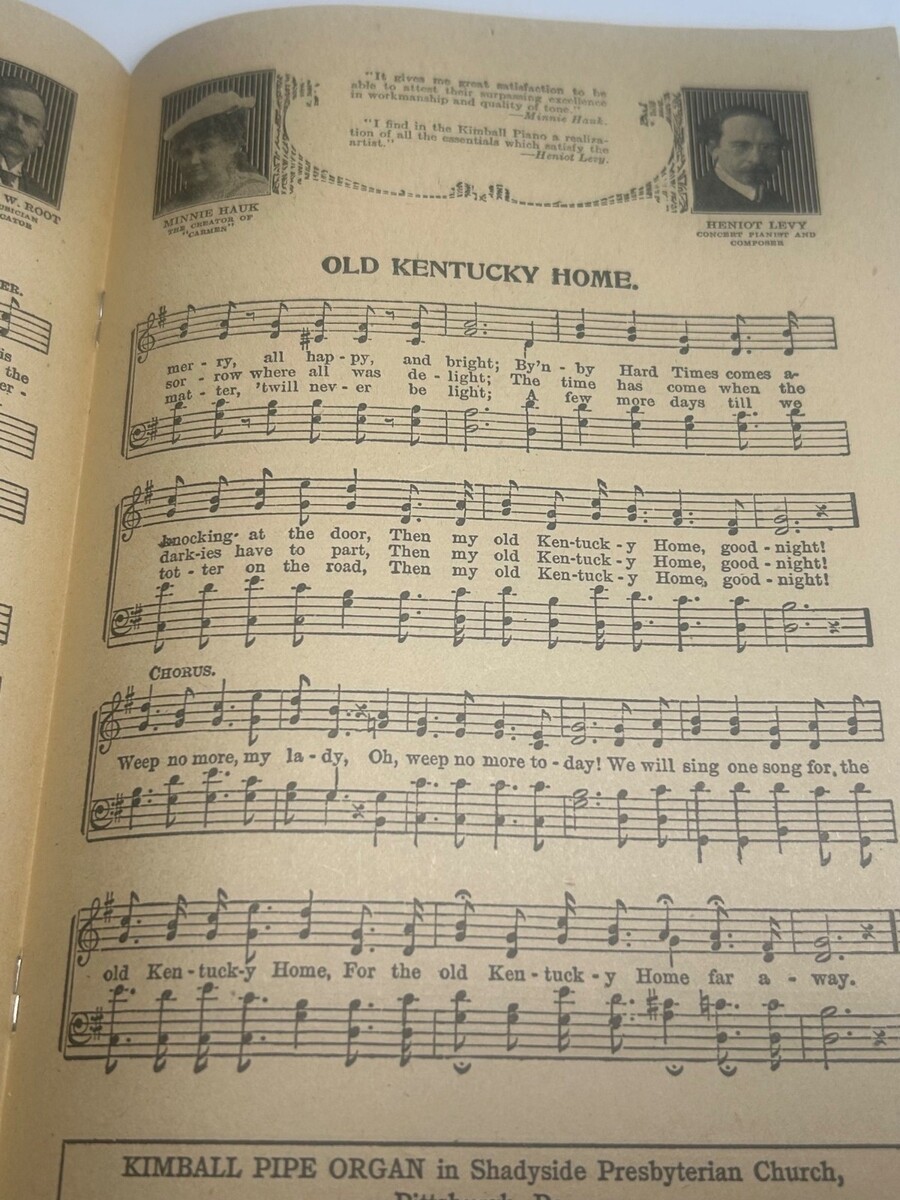 W. ROOT
CATOR
ER.
is
the
er -
"It gives me great satisfaction to be
able to attest their surpassing excellence
in workmanship and quality of tone."
—Minnie Hauk.
"I find in the Kimball Piano a realiza-
tion of all the essentials which satisfy the
artist."
—Heniot Levy.
MINNIE HAUK
THE CREATOR OF
"CARMEN"
HENIOT LEVY
CONCERT PIANIST AND
COMPOSER
OLD KENTUCKY HOME.
mer - ry, all hap - py, and bright; By'n - by Hard Times comes a-
sor - row where all was de - light; The time has come when the
mat - ter, 'twill nev - er be light; A few more days till we
knocking at the door, Then my old Ken-tuck - y Home, good - night!
dark-ies have to part, Then my old Ken-tuck - y Home, good - night!
tot - ter on the road, Then my old Ken-tuck - y Home, good - night!
CHORUS.
Weep no more, my la - dy, Oh, weep no more to - day! We will sing one song for, the
old Ken - tuck-y Home, For the old Ken - tuck - y Home far a - way.
KIMBALL PIPE ORGAN in Shadyside Presbyterian Church,